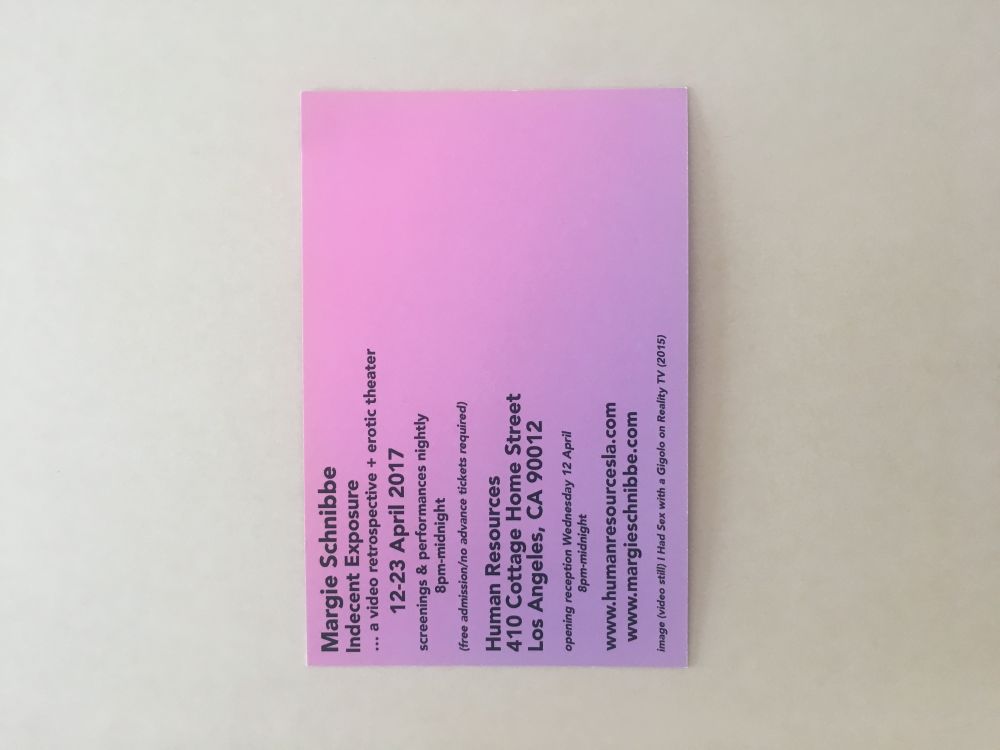 Margie Schnibbe
Indecent Exposure
... a video retrospective + erotic theater
12-23 April 2017
screenings & performances nightly
8pm-midnight
(free admission/no advance tickets required)
Human Resources
410 Cottage Home Street
Los Angeles, CA 90012
opening reception Wednesday 12 April
8pm-midnight
www.humanresourcesla.com
www.margieschnibbe.com
image (video still) I Had Sex with a Gigolo on Reality TV (2015)